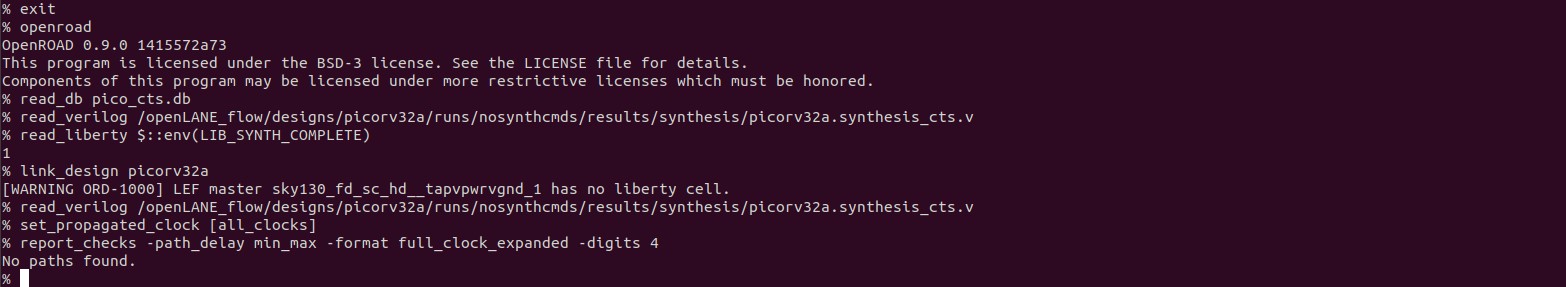 % exit
% openroad
OpenROAD 0.9.0 1415572a73
This program is licensed under the BSD-3 license. See the LICENSE file for details.
Components of this program may be licensed under more restrictive licenses which must be honored.
% read_db pico_cts.db
% read_verilog /openLANE_flow/designs/picorv32a/runs/nosynthcmds/results/synthesis/picorv32a.synthesis_cts.v
% read_liberty $::env(LIB_SYNTH_COMPLETE)
1
% link_design picorv32a
[WARNING ORD-1000] LEF master sky130_fd_sc_hd__tapvpwrvgnd_1 has no liberty cell.
% read_verilog /openLANE_flow/designs/picorv32a/runs/nosynthcmds/results/synthesis/picorv32a.synthesis_cts.v
% set_propagated_clock [all_clocks]
% report_checks -path_delay min_max -format full_clock_expanded -digits 4
No paths found.
%